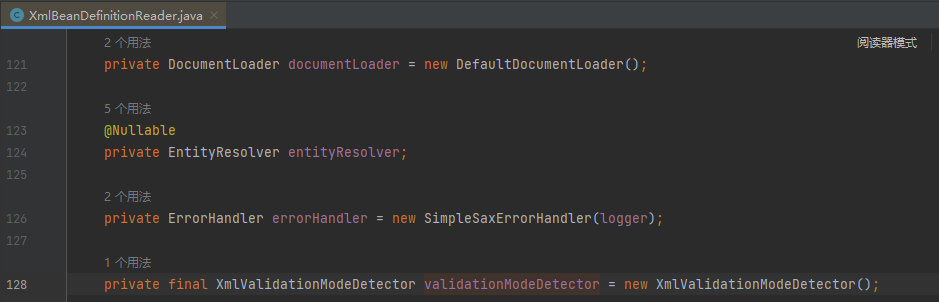 XmlBeanDefinitionReader.java
2 个用法
阅读器模式
121 private DocumentLoader documentLoader = new DefaultDocumentLoader();
122
5 个用法
123 @Nullable
124 private EntityResolver entityResolver;
125
2 个用法
126 private ErrorHandler errorHandler = new SimpleSaxErrorHandler(logger);
127
1 个用法
128 private final XmlValidationModeDetector validationModeDetector = new XmlValidationModeDetector();